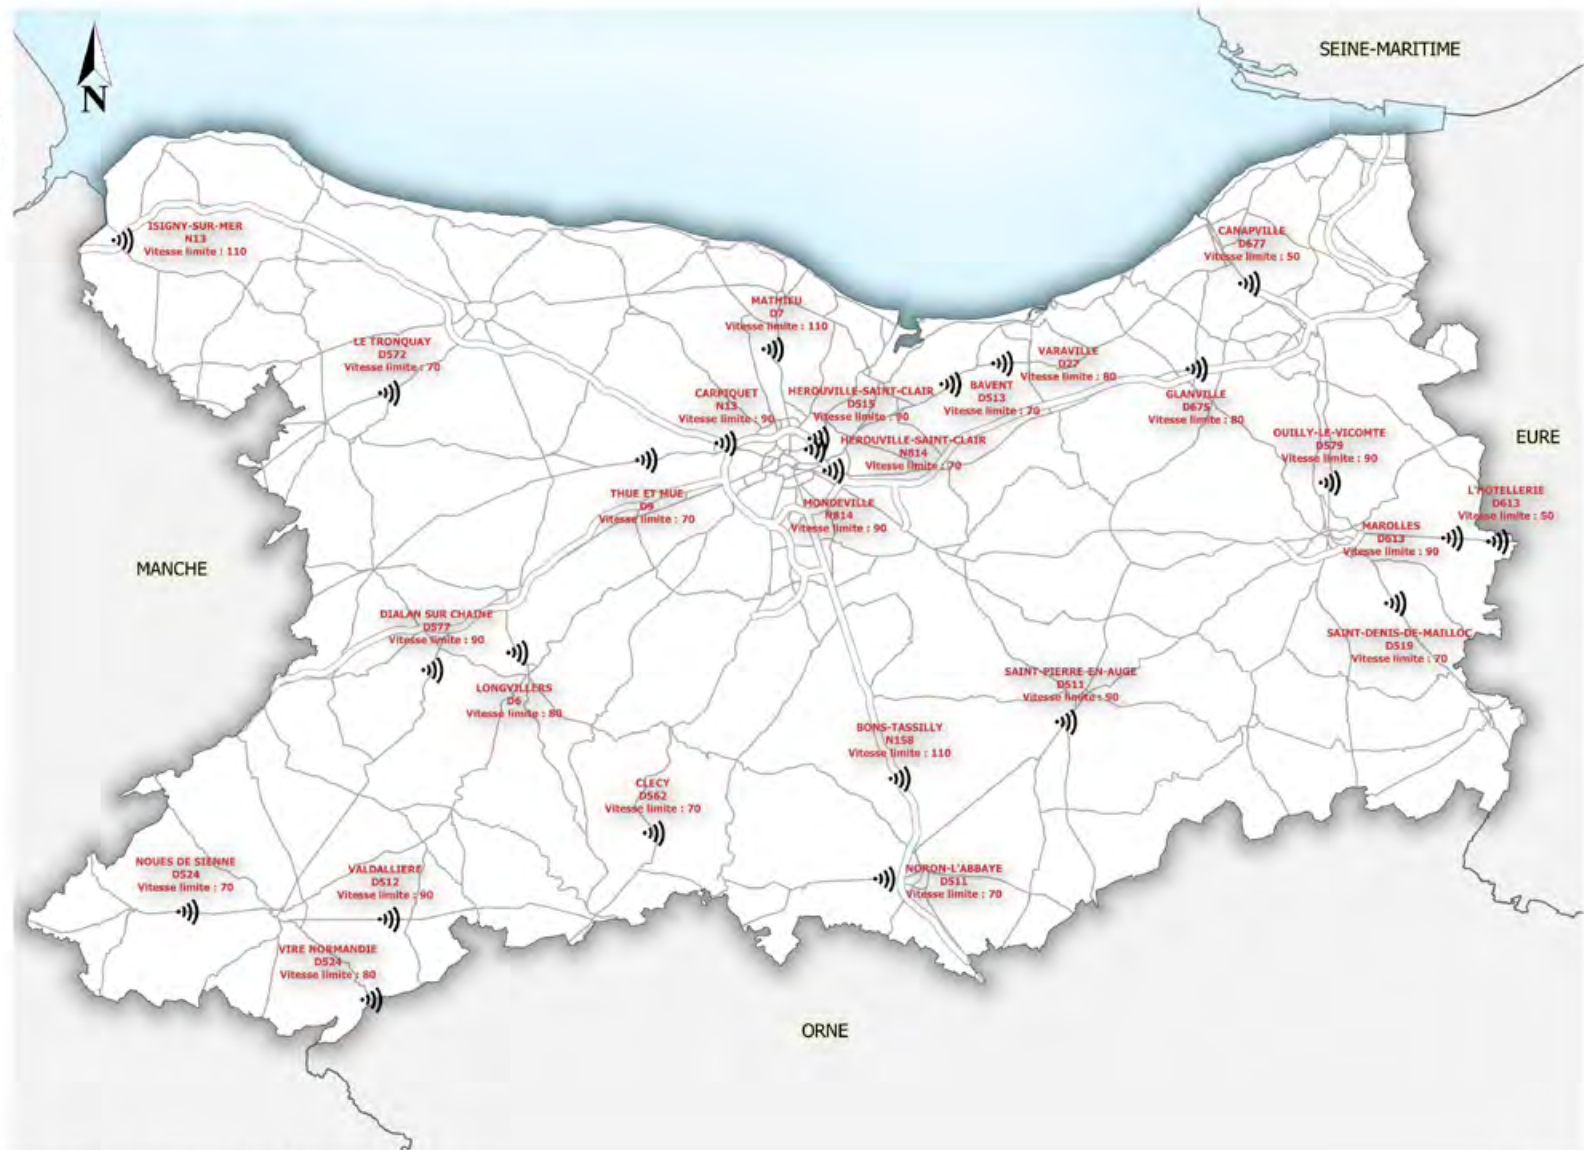 SEINE-MARITIME
N
ISIGNY-SUR-MER
N13
Vitesse limite : 110
CANAPVILLE
D677
Vitesse limite : 50
MATHIEU
D7
Vitesse limite : 110
LE TRONQUAY
D572
Vitesse limite : 70
VARAVILLE
D27
Vitesse limite : 80
CARPIQUET
N13
Vitesse limite : 90
HEROUVILLE-SAINT-CLAIR
D515
Vitesse limite : 90
BAVENT
D513
Vitesse limite : 70
GLANVILLE
D675
Vitesse limite : 80
HEROUVILLE-SAINT-CLAIR
N814
Vitesse limite : 70
OUILLY-LE-VICOMTE
D579
Vitesse limite : 90
EURE
THUE ET MUE
D9
Vitesse limite : 70
MONDEVILLE
N814
Vitesse limite : 90
L'HOTELLERIE
D613
Vitesse limite : 50
MAROLLES
D613
Vitesse limite : 90
MANCHE
DIALAN SUR CHAINE
D577
Vitesse limite : 90
SAINT-DENIS-DE-MAILLOC
D519
Vitesse limite : 70
LONGVILLERS
D6
Vitesse limite : 80
SAINT-PIERRE-EN-AUGE
D511
Vitesse limite : 90
BONS-TASSILLY
N158
Vitesse limite : 110
CLECY
D562
Vitesse limite : 70
NOUES DE SIENNE
D524
Vitesse limite : 70
VALDALLIERE
D512
Vitesse limite : 90
NORON-L'ABBAYE
D511
Vitesse limite : 70
VIRE NORMANDIE
D524
Vitesse limite : 80
ORNE